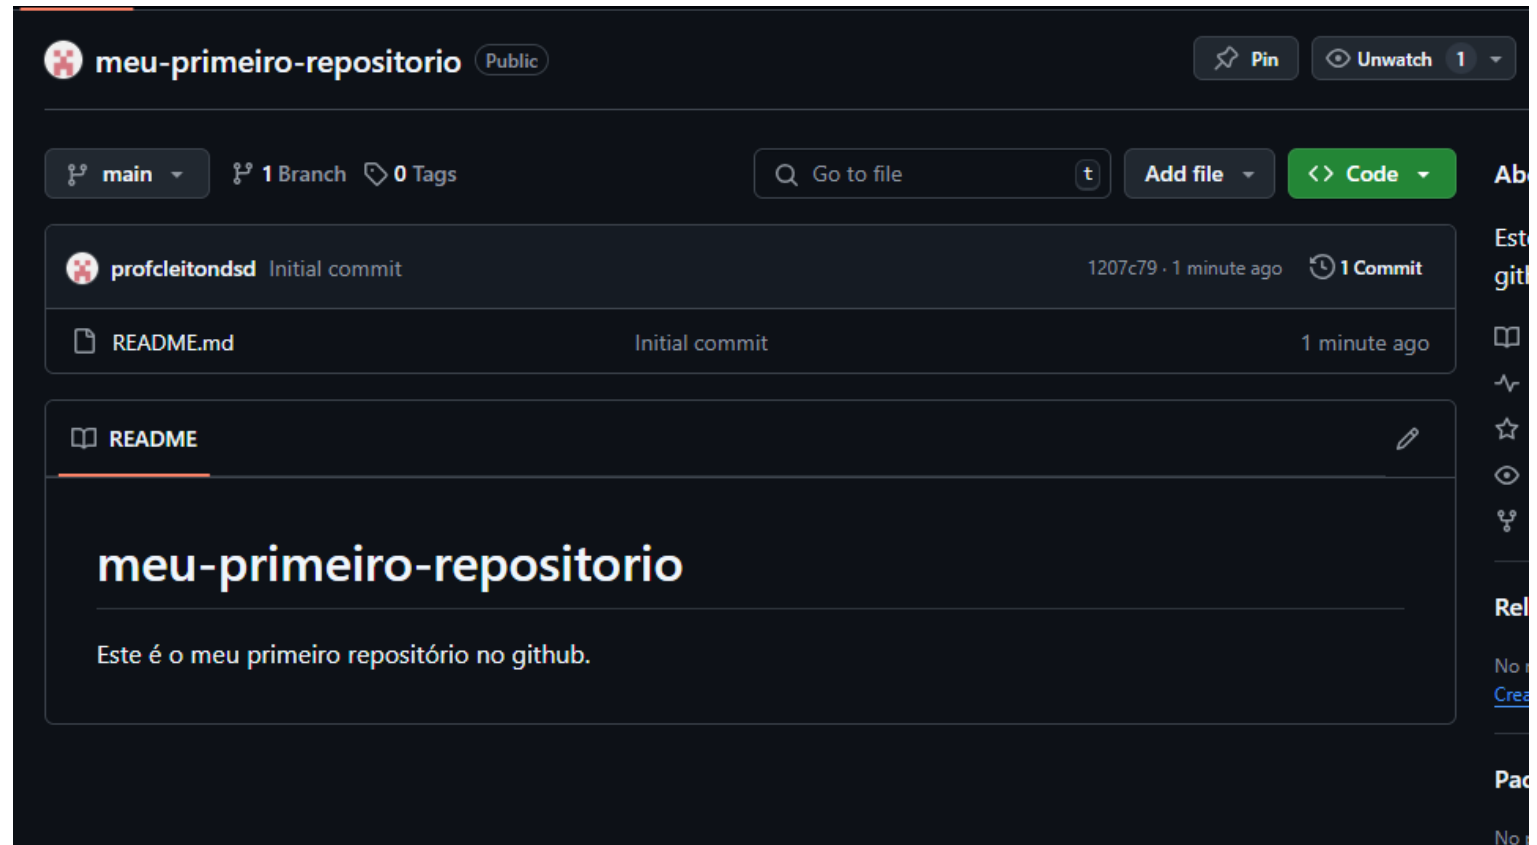 meu-primeiro-repositorio Public Pin Unwatch 1
main 1 Branch 0 Tags Go to file t Add file Code
profcleitondsd Initial commit 1207c79 · 1 minute ago 1 Commit
README.md Initial commit 1 minute ago
README
meu-primeiro-repositorio
Este é o meu primeiro repositório no github.
No